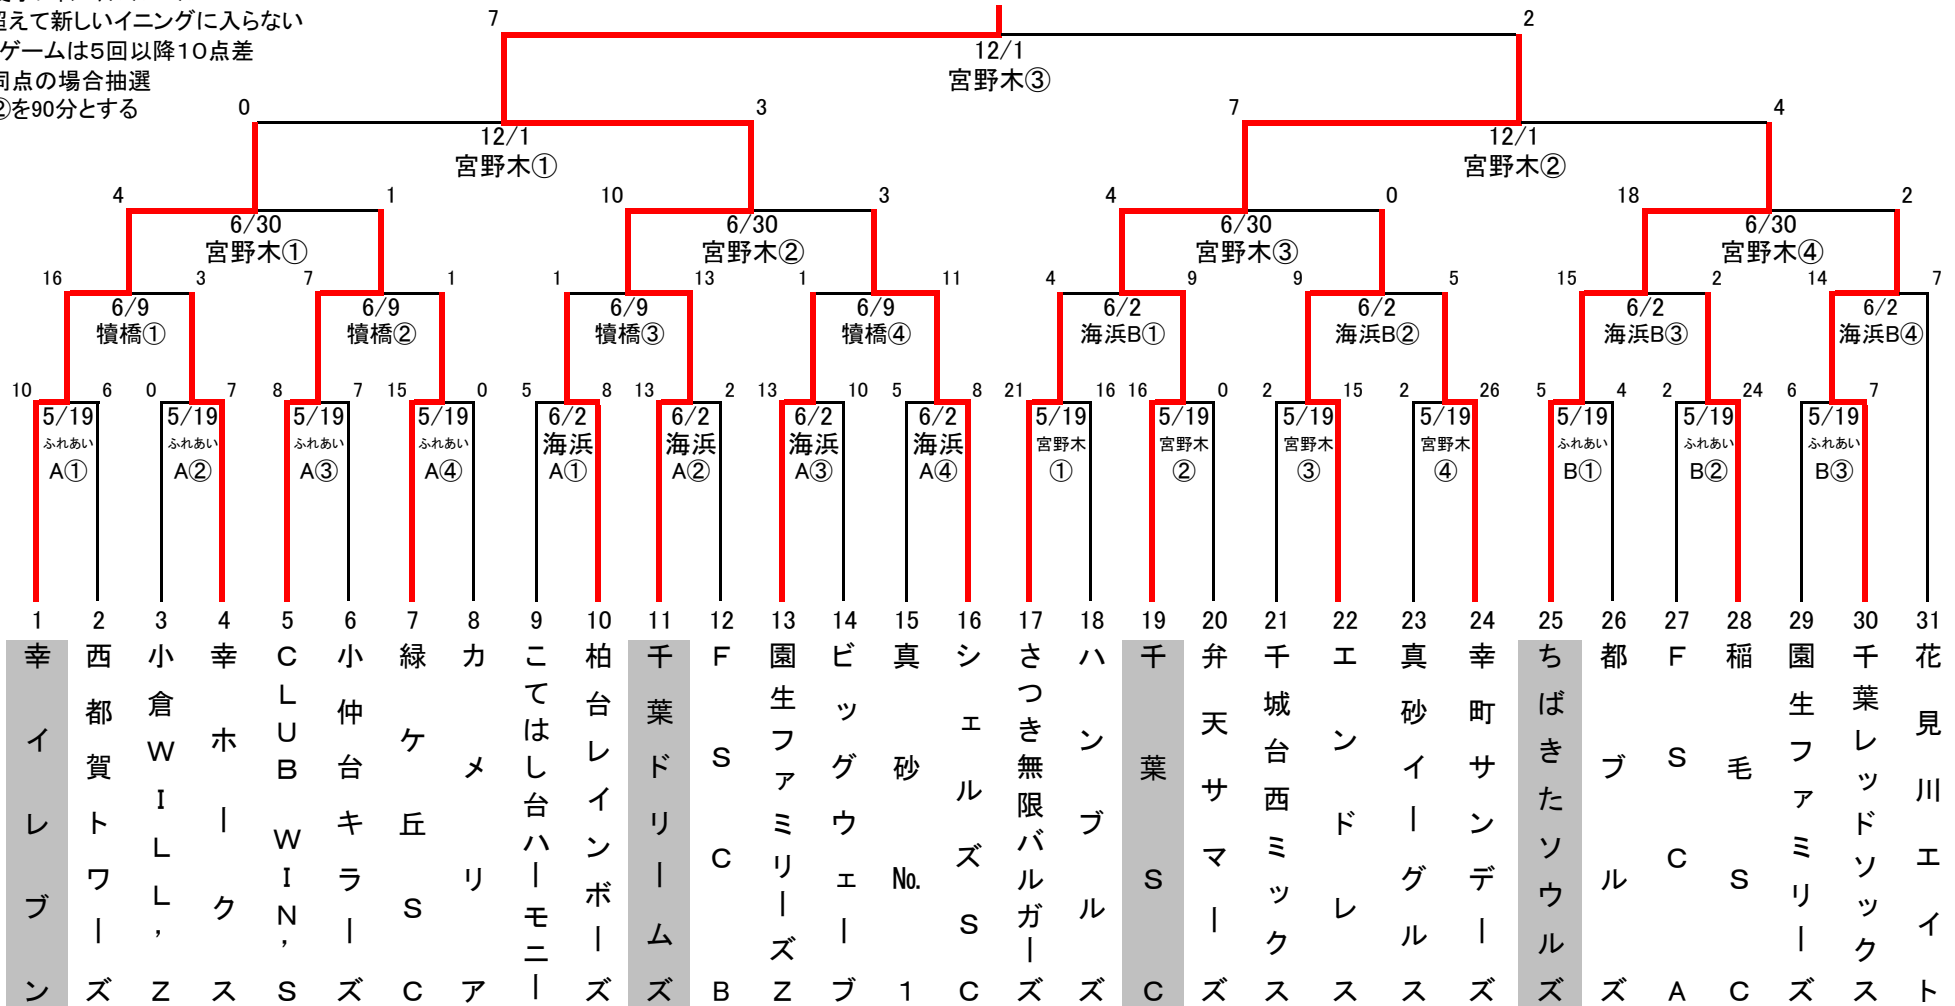 超えて新しいイニングに入らない
ゲームは5回以降10点差
同点の場合抽選
②を90分とする
7 2
12/1
宮野木③
0 3 7 4
12/1 12/1
宮野木① 宮野木②
4 1 10 3 4 0 18 2
6/30 6/30 6/30 6/30
宮野木① 宮野木② 宮野木③ 宮野木④
16 3 7 1 1 13 1 11 4 9 9 5 15 2 14 7
6/9 6/9 6/9 6/9 6/2 6/2 6/2 6/2
犢橋① 犢橋② 犢橋③ 犢橋④ 海浜B① 海浜B② 海浜B③ 海浜B④
10 6 0 7 8 7 15 0 5 8 13 2 13 10 5 8 21 16 16 0 2 15 2 26 5 4 2 24 6 7
5/19 5/19 5/19 5/19 6/2 6/2 6/2 6/2 5/19 5/19 5/19 5/19 5/19 5/19 5/19
ふれあい ふれあい ふれあい ふれあい 海浜 海浜 海浜 海浜 宮野木 宮野木 宮野木 宮野木 ふれあい ふれあい ふれあい
A① A② A③ A④ A① A② A③ A④ ① ② ③ ④ B① B② B③
1 2 3 4 5 6 7 8 9 10 11 12 13 14 15 16 17 18 19 20 21 22 23 24 25 26 27 28 29 30 31
幸イレブン
西都賀トワーズ
小倉WILL'Z
幸ホークス
CLUB WIN'S
小仲台キラーズ
緑ケ丘SC
カメリア
こてはし台ハーモニー
柏台レインボーズ
千葉ドリームズ
FSCB
園生ファミリーズZ
ビッグウェーブ
真砂№1
シェルズSC
さつき無限バルガーズ
ハンブルズ
千葉SC
弁天サマーズ
千城台西ミックス
エンドレス
真砂イーグルス
幸町サンデーズ
ちばきたソウルズ
都ブルズ
FSCA
稲毛SC
園生ファミリーズ
千葉レッドソックス
花見川エイト